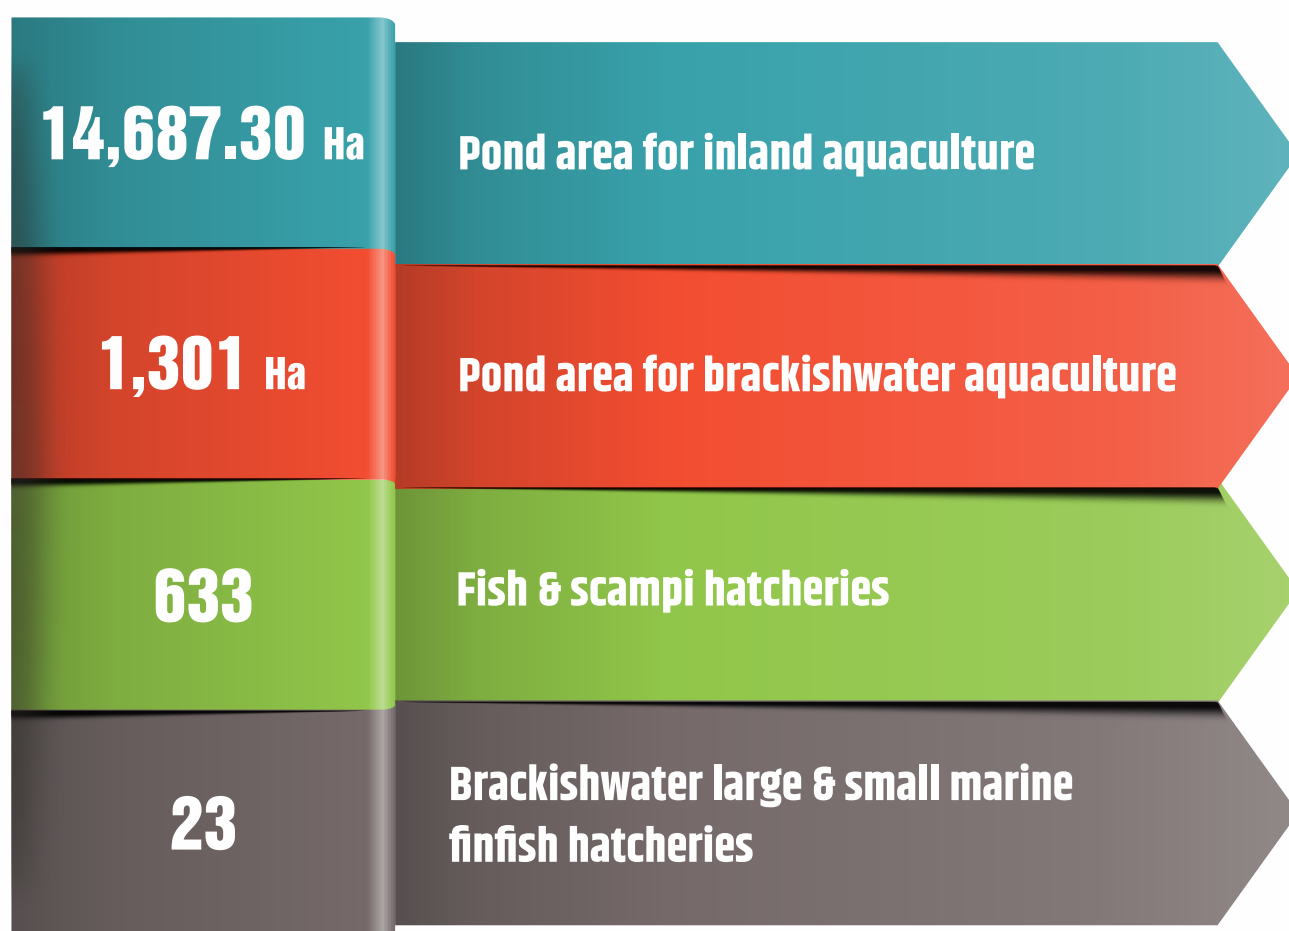 14,687.30 Ha
Pond area for inland aquaculture
1,301 Ha
Pond area for brackishwater aquaculture
633
Fish & scampi hatcheries
23
Brackishwater large & small marine
finfish hatcheries